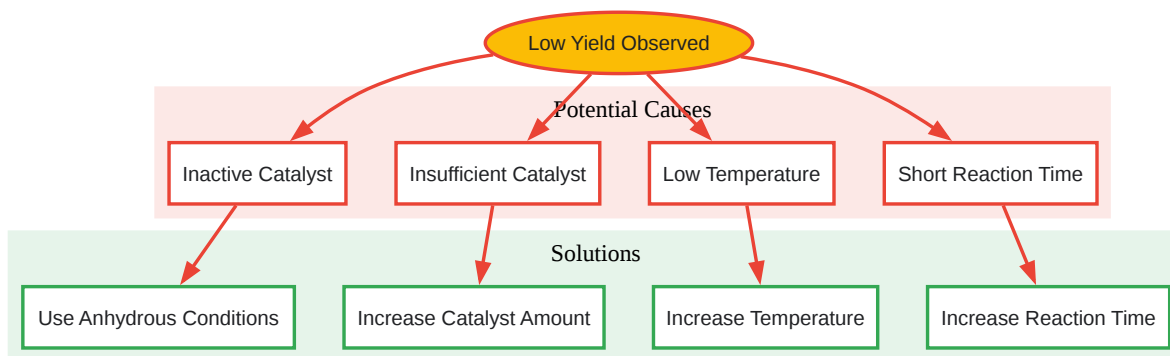 Low Yield Observed
Potential Causes
Inactive Catalyst
Insufficient Catalyst
Low Temperature
Short Reaction Time
Solutions
Use Anhydrous Conditions
Increase Catalyst Amount
Increase Temperature
Increase Reaction Time